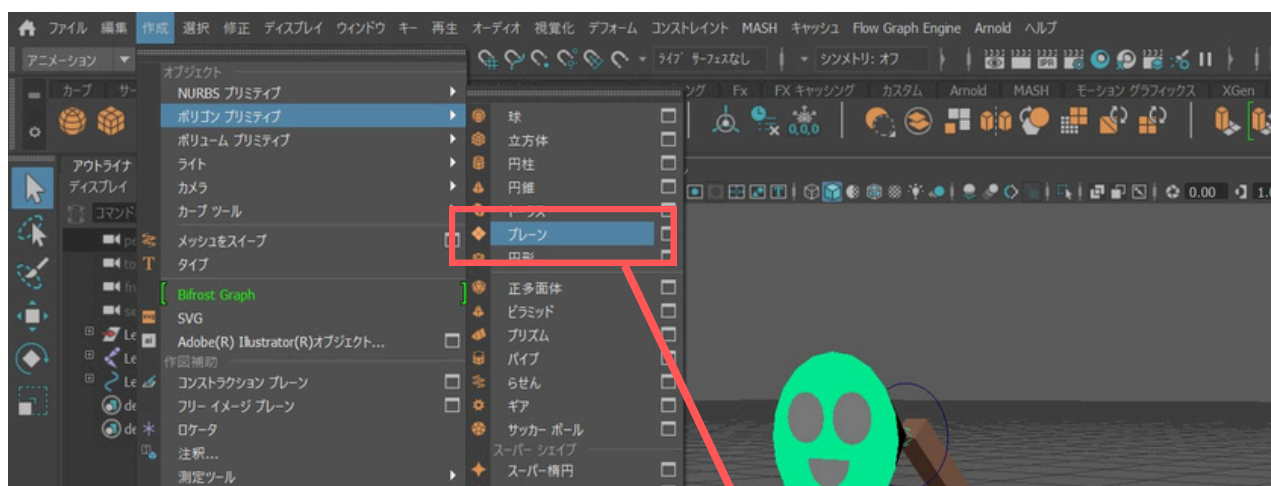 ファイル 編集 作成 選択 修正 ディスプレイ ウィンドウ キー 再生 オーディオ 視覚化 デフォーム コンストレイント MASH キャッシュ Flow Graph Engine Arnold ヘルプ
アニメーション
ライブ サーフェスなし
シンメトリ: オフ
カーブ
Fx FX キャッシング カスタム Arnold MASH モーション グラフィックス XGen
アウトライナ
ディスプレイ
0.00
オブジェクト
NURBS プリミティブ
ポリゴン プリミティブ
ボリューム プリミティブ
ライト
カメラ
カーブ ツール
メッシュをスイープ
タイプ
Bifrost Graph
SVG
Adobe(R) Illustrator(R)オブジェクト...
作図補助
コンストラクション プレーン
フリー イメージ プレーン
ロケータ
注釈...
測定ツール
球
立方体
円柱
円錐
トーラス
プレーン
円形
正多面体
ピラミッド
プリズム
パイプ
らせん
ギア
サッカー ボール
スーパー シェイプ
スーパー楕円